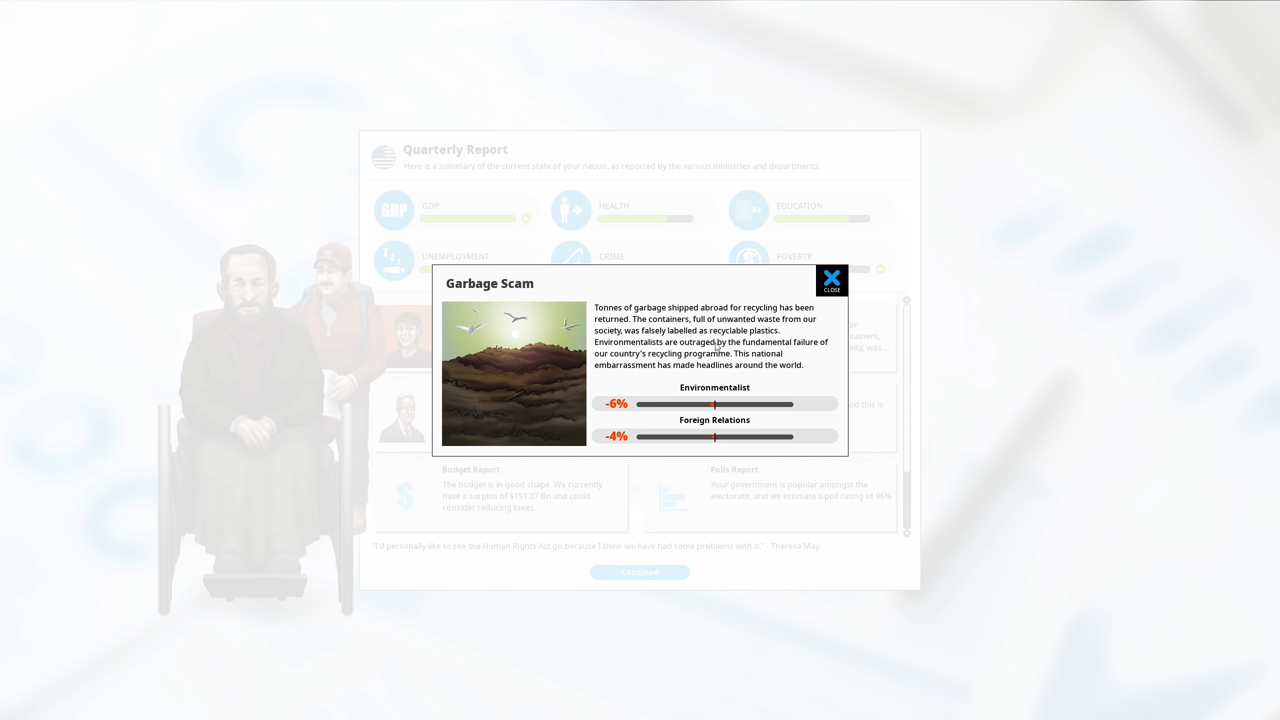 Quarterly Report
Here is a summary of the current state of your nation, as reported by the various ministries and departments.
GDP
GDP
HEALTH
EDUCATION
UNEMPLOYMENT
CRIME
POVERTY
Garbage Scam
CLOSE
Tonnes of garbage shipped abroad for recycling has been
returned. The containers, full of unwanted waste from our
society, was falsely labelled as recyclable plastics.
Environmentalists are outraged by the fundamental failure of
our country's recycling programme. This national
embarrassment has made headlines around the world.
Environmentalist
-6%
Foreign Relations
-4%
Budget Report
The budget is in good shape. We currently
have a surplus of $151.37 Bn and could
consider reducing taxes.
Polls Report
Your government is popular amongst the
electorate, and we estimate a poll rating of 96%
"I'd personally like to see the Human Rights Act go because I think we have had some problems with it." - Theresa May
Continue